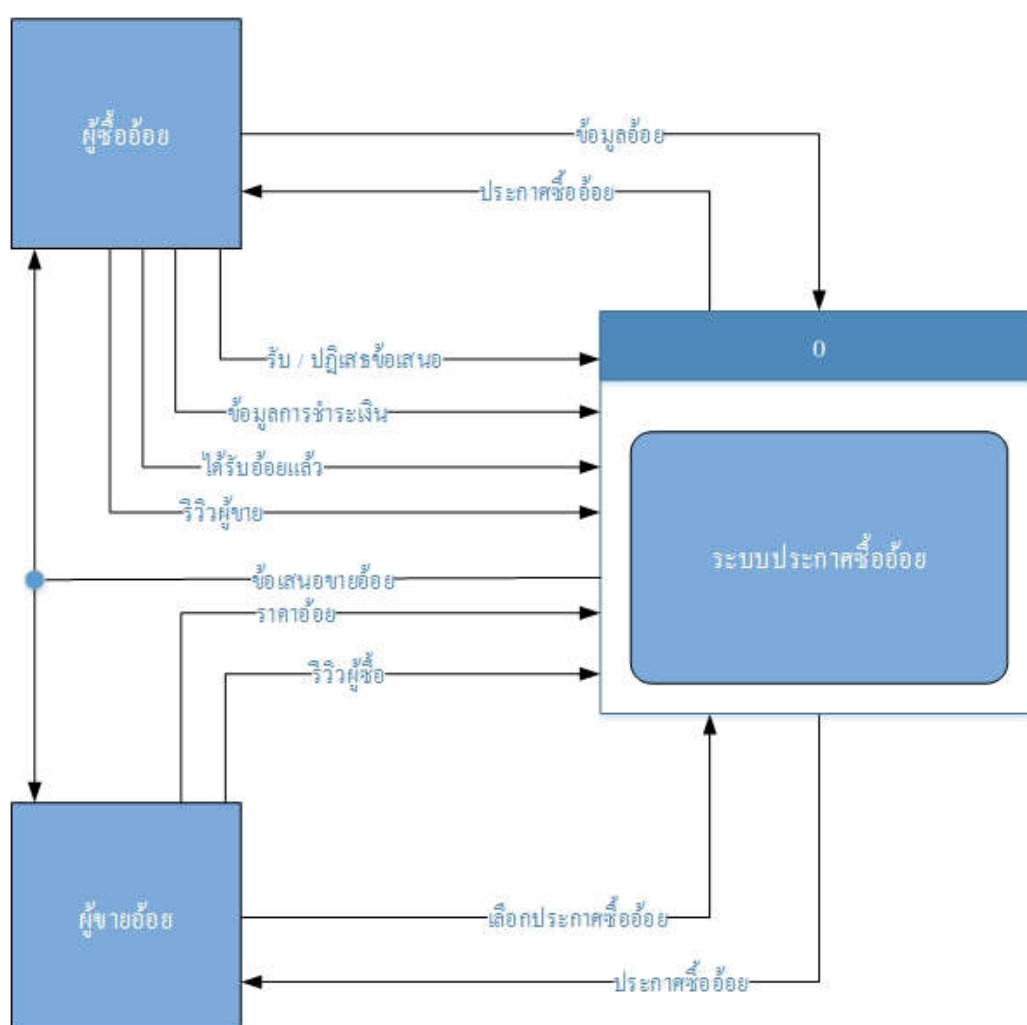 ผู้ซื้ออ้อย
ข้อมูลอ้อย
ประกาศซื้ออ้อย
0
รับ / ปฏิเสธข้อเสนอ
ข้อมูลการชำระเงิน
ได้รับอ้อยแล้ว
รีวิวผู้ขาย
ระบบประกาศซื้ออ้อย
ข้อเสนอขายอ้อย
ราคาอ้อย
รีวิวผู้ซื้อ
ผู้ขายอ้อย
เลือกประกาศซื้ออ้อย
ประกาศซื้ออ้อย